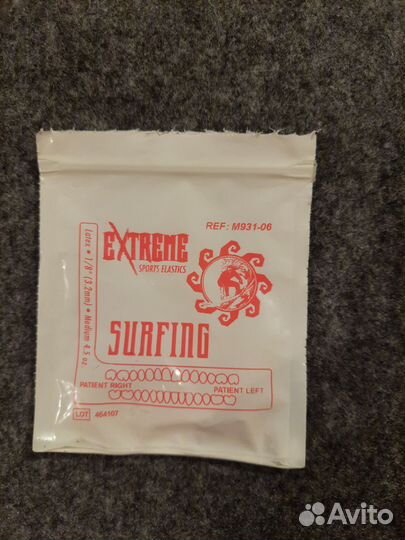 REF: M931-06
EXTREME
SPORTS ELASTICS
Latex * 1/8" (3.2mm) * Medium 4.5 oz
SURFING
PATIENT RIGHT
PATIENT LEFT
LOT 464107
Avito